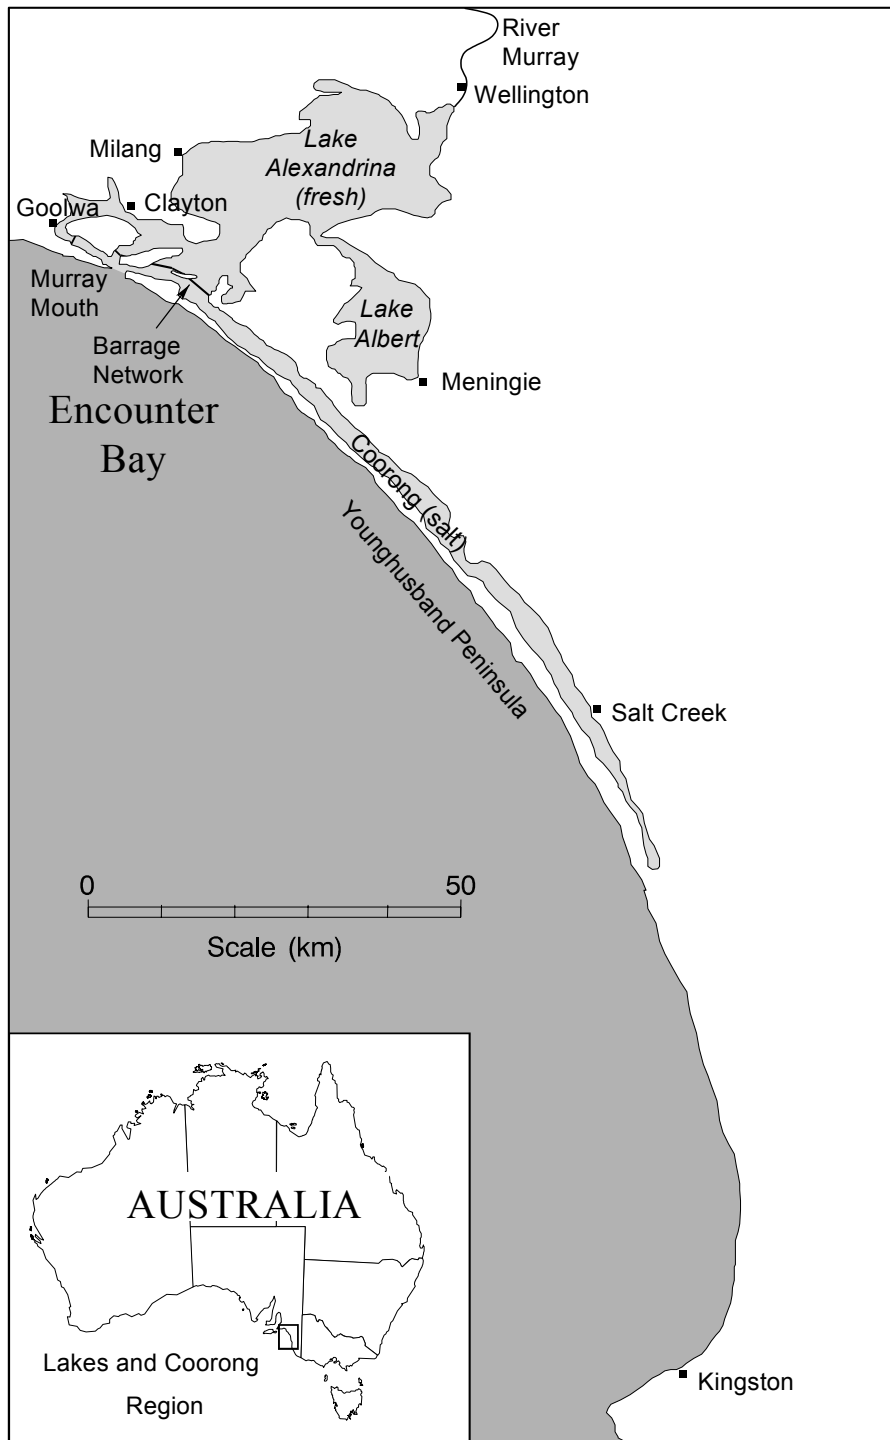 River
Murray
Wellington
Lake
Alexandrina
(fresh)
Milang
Clayton
Goolwa
Murray
Mouth
Lake
Albert
Barrage
Network
Meningie
Encounter
Bay
Coorong (salt)
Younghusband Peninsula
Salt Creek
0 50
Scale (km)
AUSTRALIA
Lakes and Coorong
Region
Kingston